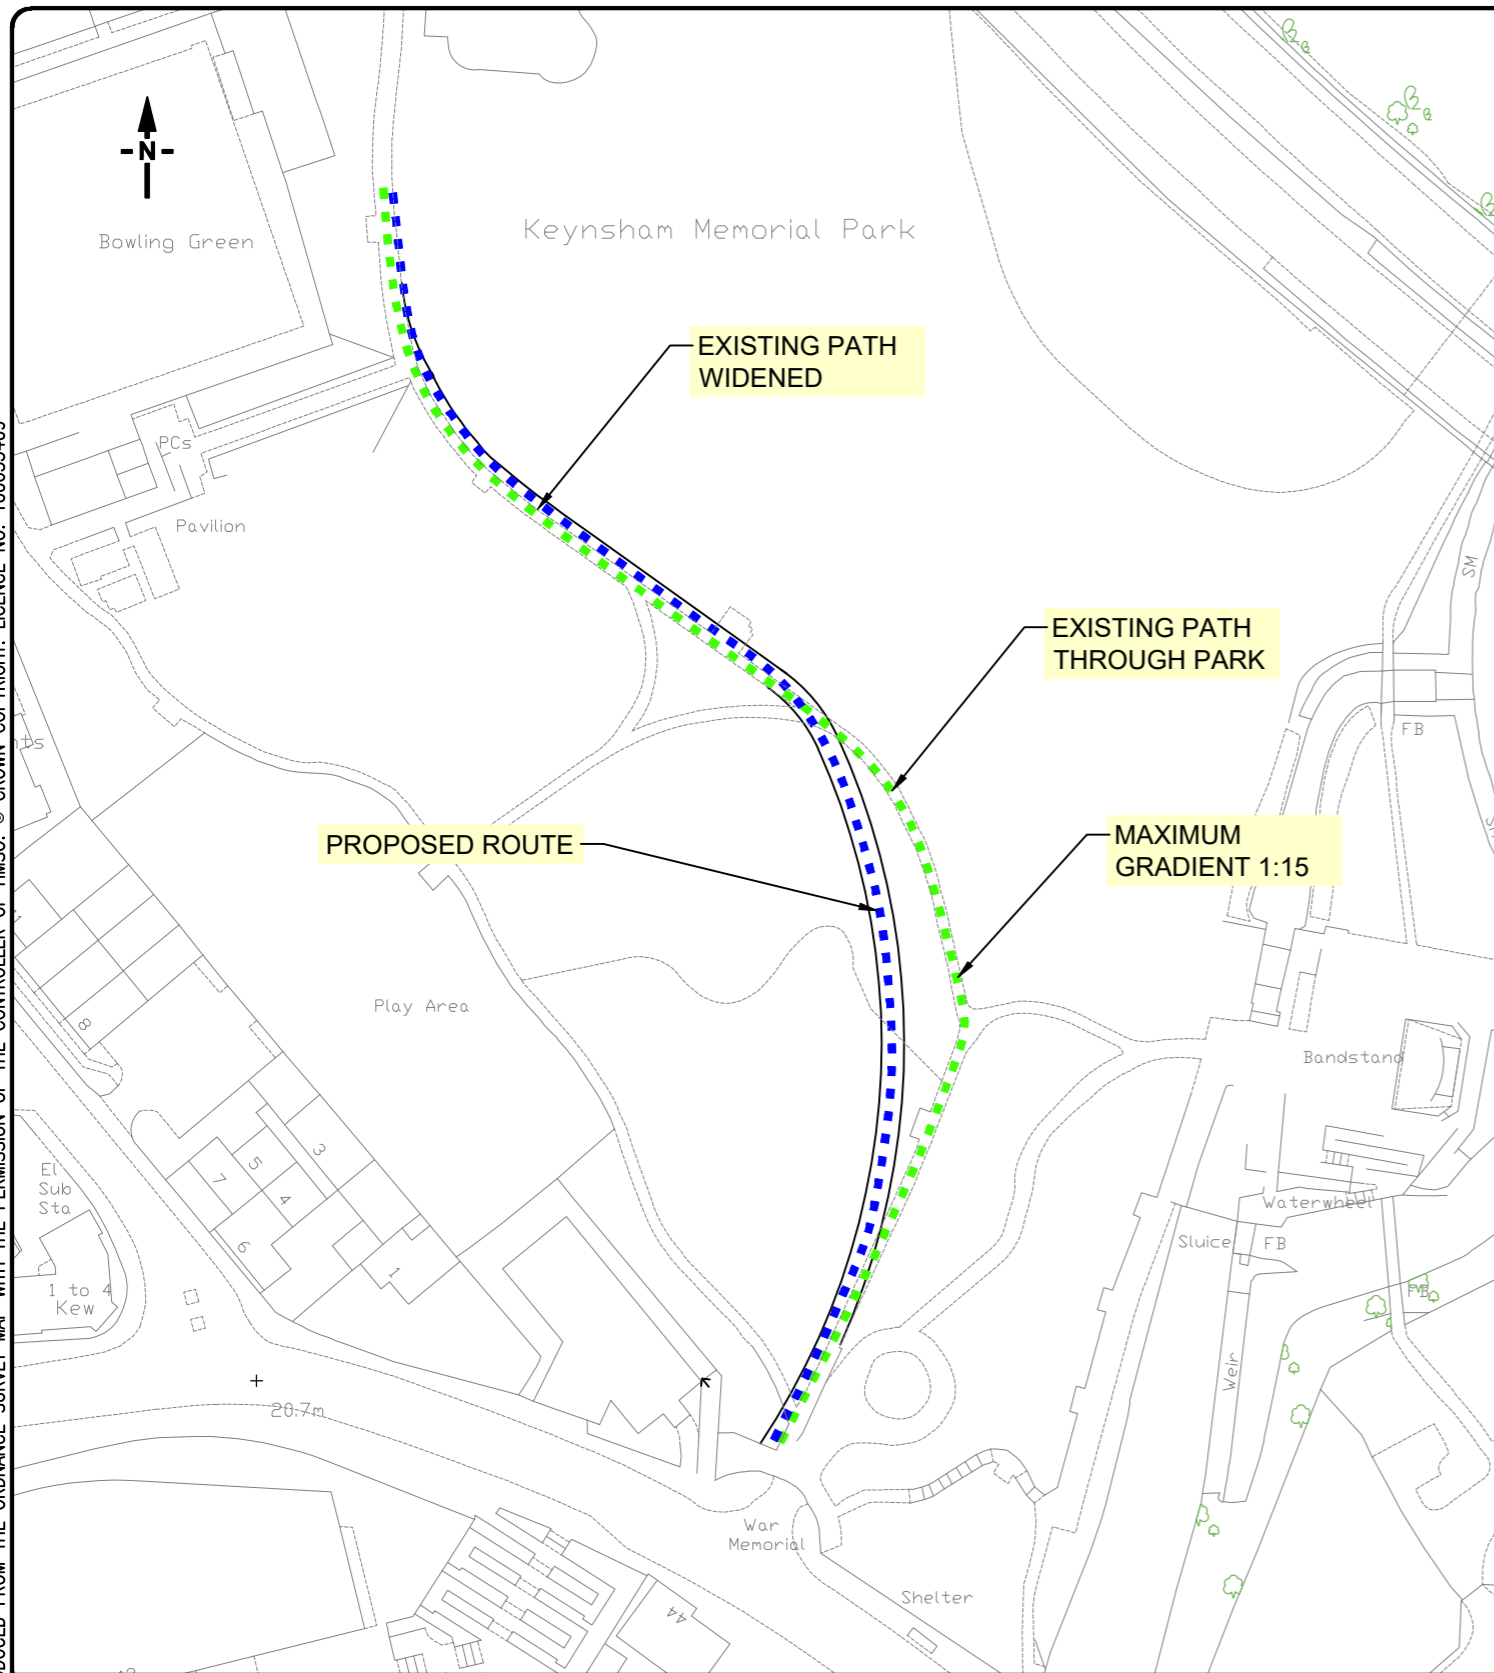 N
Bowling Green
Keynsham Memorial Park
EXISTING PATH
WIDENED
PCs
Pavilion
SM
EXISTING PATH
THROUGH PARK
FB
PROPOSED ROUTE
MAXIMUM
GRADIENT 1:15
Play Area
8
Bandstand
3
5
7
4
6
1
El
Sub
Sta
1 to 4
Kew
Waterwheel
Sluice
FB
FB
Weir
20.7m
War
Memorial
Shelter
44